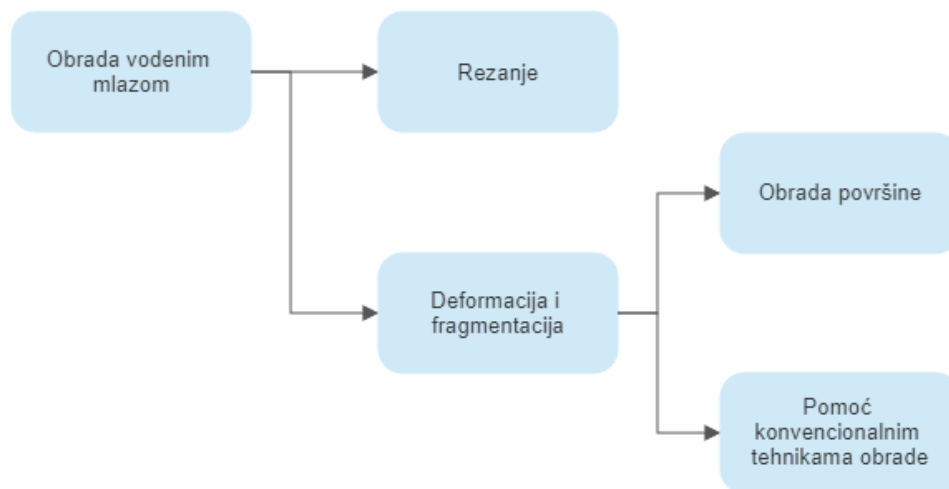 Obrada vodenim
mlazom
Rezanje
Obrada površine
Deformacija i
fragmentacija
Pomoć
konvencionalnim
tehnikama obrade